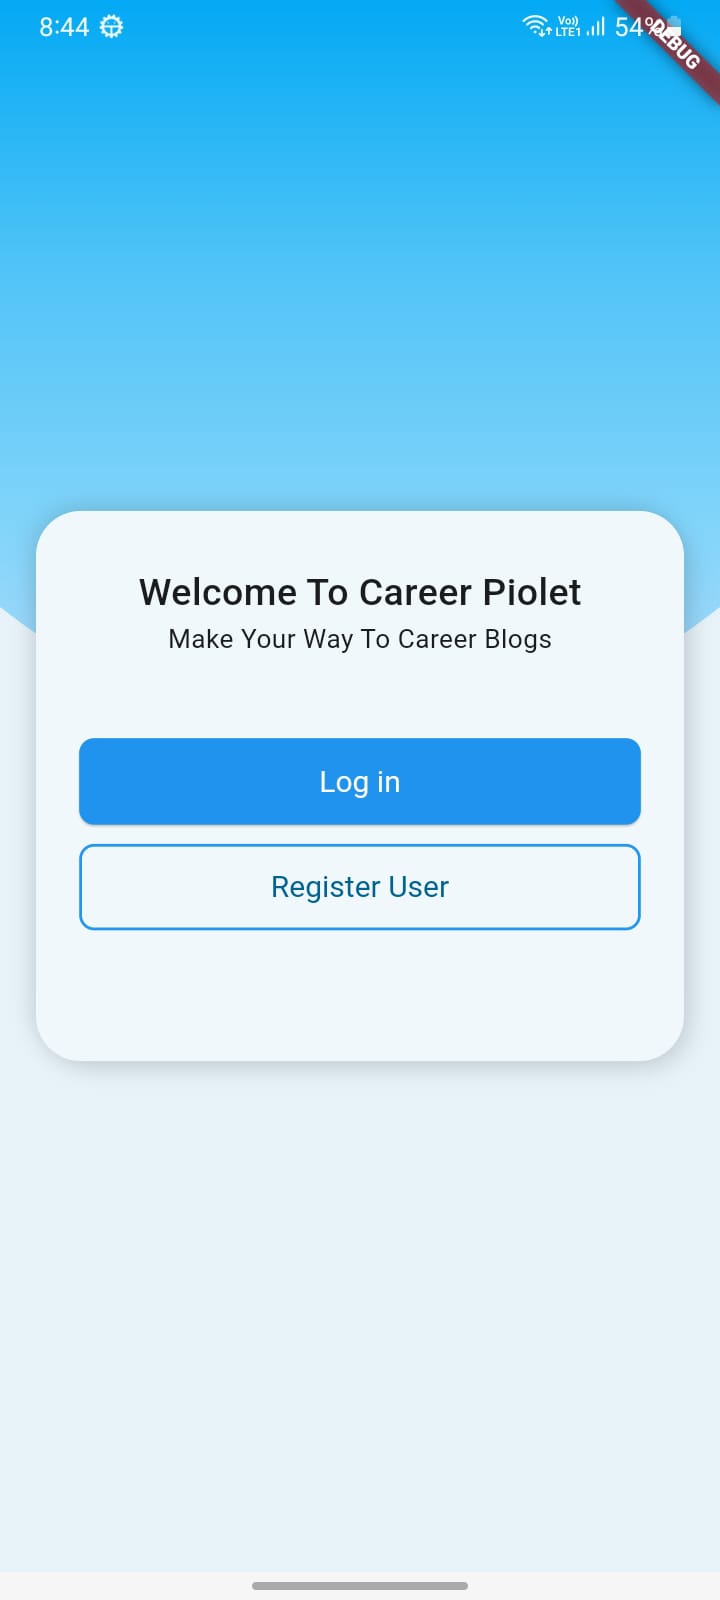 8:44
Vo)) LTE1 54%
DEBUG
Welcome To Career Piolet
Make Your Way To Career Blogs
Log in
Register User